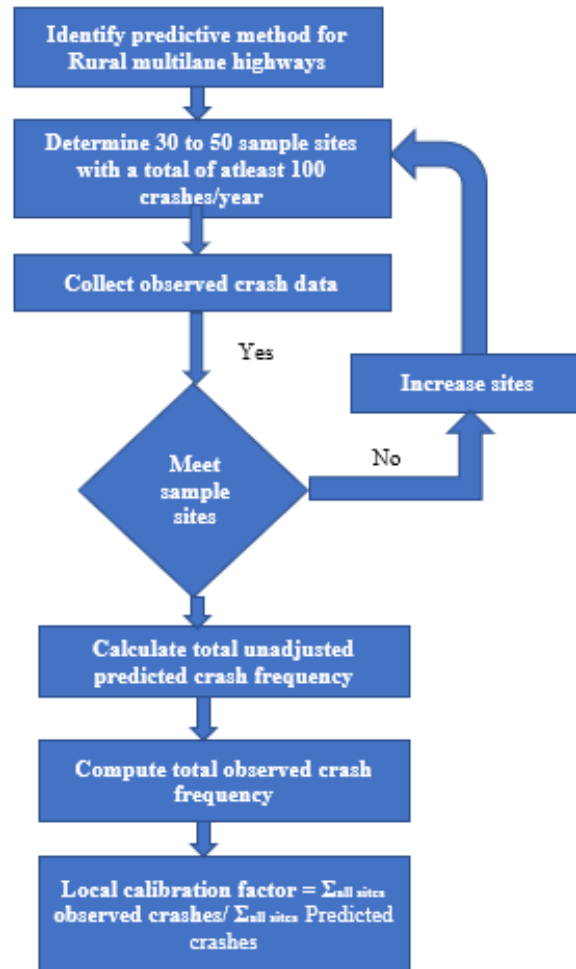 Identify predictive method for
Rural multilane highways
Determine 30 to 50 sample sites
with a total of atleast 100
crashes/year
Collect observed crash data
Yes
Increase sites
No
Meet
sample
sites
Calculate total unadjusted
predicted crash frequency
Compute total observed crash
frequency
Local calibration factor = Σall sites
observed crashes/ Σall sites Predicted
crashes